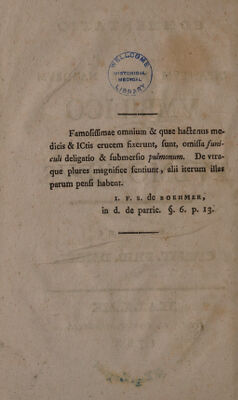 WELLCOME
HISTORICAL
MEDICAL
LIBRARY
Famosissimae omnium & quae hactenus me-
dicis & ICtis crucem fixerunt, sunt, omissa funi-
culi deligatio & submersio pulmonum. De utra-
que plures magnifice sentiunt, alii iterum illas
parum pensi habent.
I. F. S. de BOEHMER,
in d. de parric. §. 6. p. 13.